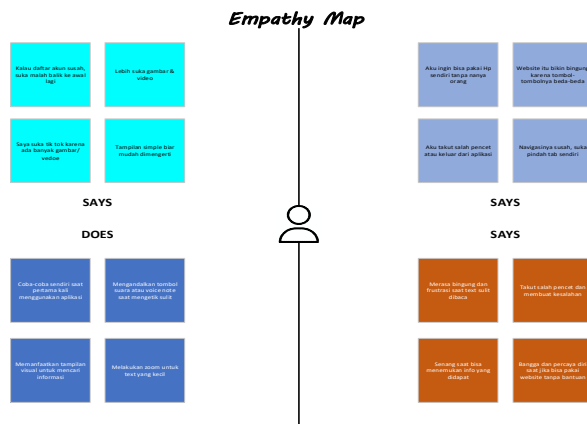 Empathy Map
Kalau daftar akun susah,
suka malah balik ke awal
lagi
Lebih suka gambar &
video
Saya suka tik tok karena
ada banyak gambar/
vedoe
Tampilan simple biar
mudah dimengerti
SAYS
Aku ingin bisa pakai Hp
sendiri tanpa nanya
orang
Website itu bikin bingung
karena tombol-
tombolnya beda-beda
Aku takut salah pencet
atau keluar dari aplikasi
Navigasinya susah, suka
pindah tab sendiri
SAYS
DOES
Coba-coba sendiri saat
pertama kali
menggunakan aplikasi
Mengandalkan tombol
suara atau voice note
saat mengetik sulit
Memanfaatkan tampilan
visual untuk mencari
informasi
Melakukan zoom untuk
text yang kecil
SAYS
Merasa bingung dan
frustrasi saat text sulit
dibaca
Takut salah pencet dan
membuat kesalahan
Senang saat bisa
menemukan info yang
didapat
Bangga dan percaya diri
saat jika bisa pakai
website tanpa bantuan